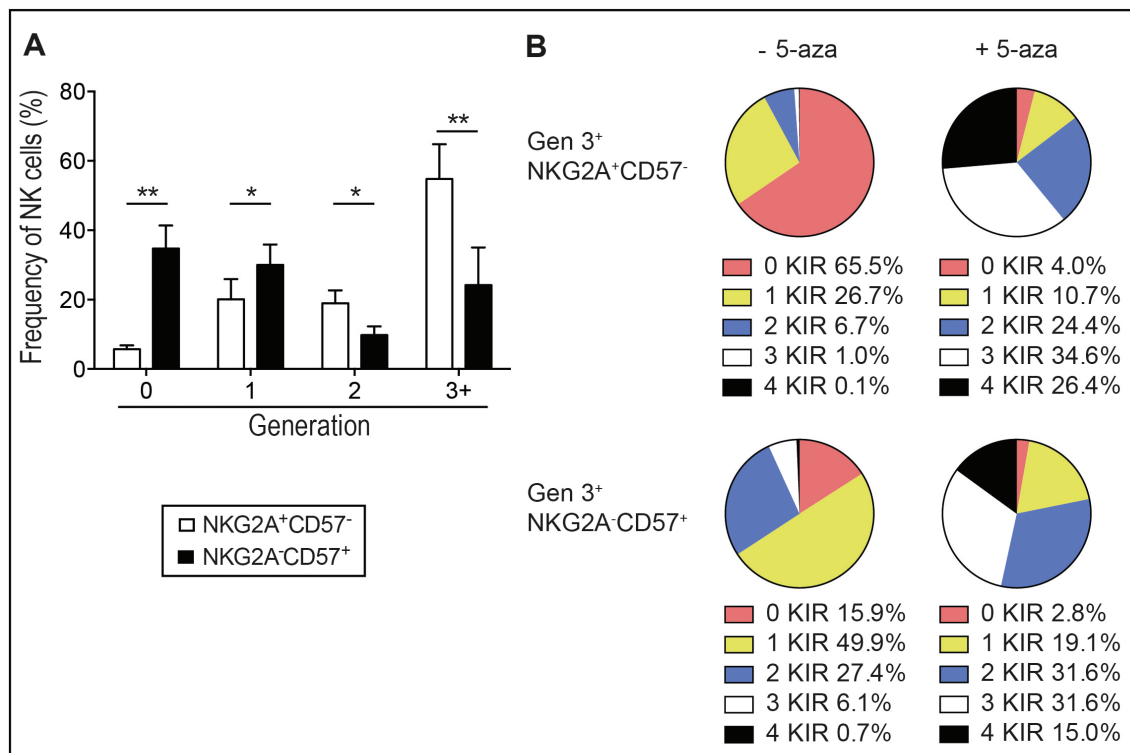 A
Frequency of NK cells (%)
80
60
40
20
0
**
*
*
**
0 1 2 3+
Generation
NKG2A⁺CD57⁻
NKG2A⁻CD57⁺
B
- 5-aza + 5-aza
Gen 3⁺
NKG2A⁺CD57⁻
0 KIR 65.5%
1 KIR 26.7%
2 KIR 6.7%
3 KIR 1.0%
4 KIR 0.1%
0 KIR 4.0%
1 KIR 10.7%
2 KIR 24.4%
3 KIR 34.6%
4 KIR 26.4%
Gen 3⁺
NKG2A⁻CD57⁺
0 KIR 15.9%
1 KIR 49.9%
2 KIR 27.4%
3 KIR 6.1%
4 KIR 0.7%
0 KIR 2.8%
1 KIR 19.1%
2 KIR 31.6%
3 KIR 31.6%
4 KIR 15.0%